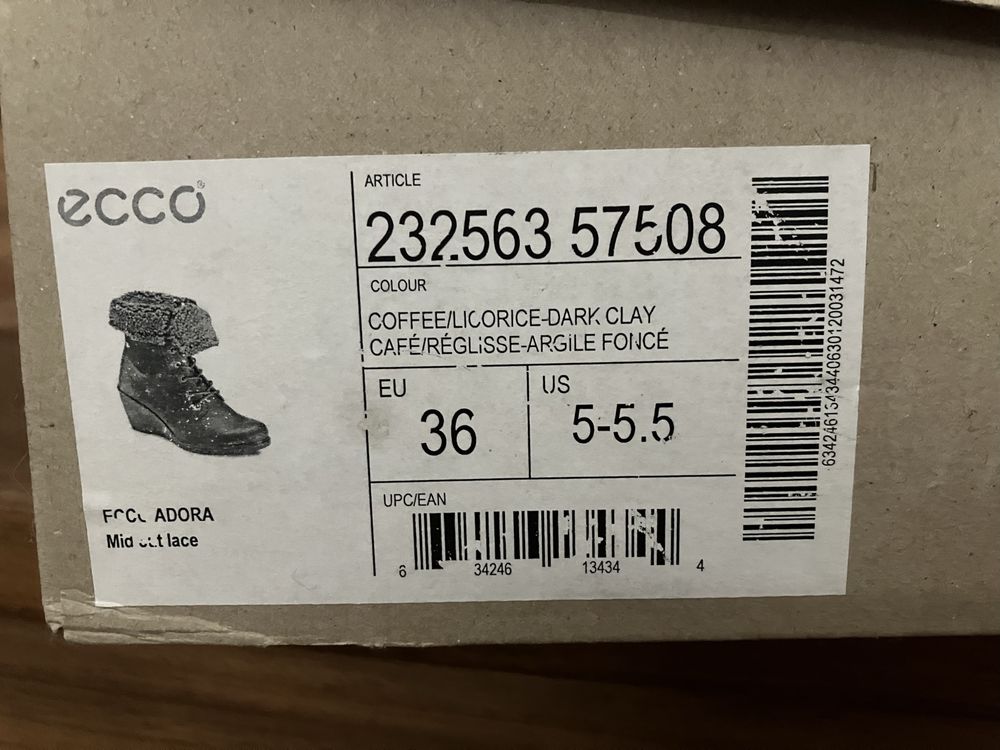 ecco
ARTICLE
232563 57508
COLOUR
COFFEE/LICORICE-DARK CLAY
CAFÉ/RÉGLISSE-ARGILE FONCÉ
EU
36
US
5-5.5
UPC/EAN
6 34246 13434 4
ECCO ADORA
Mid cut lace